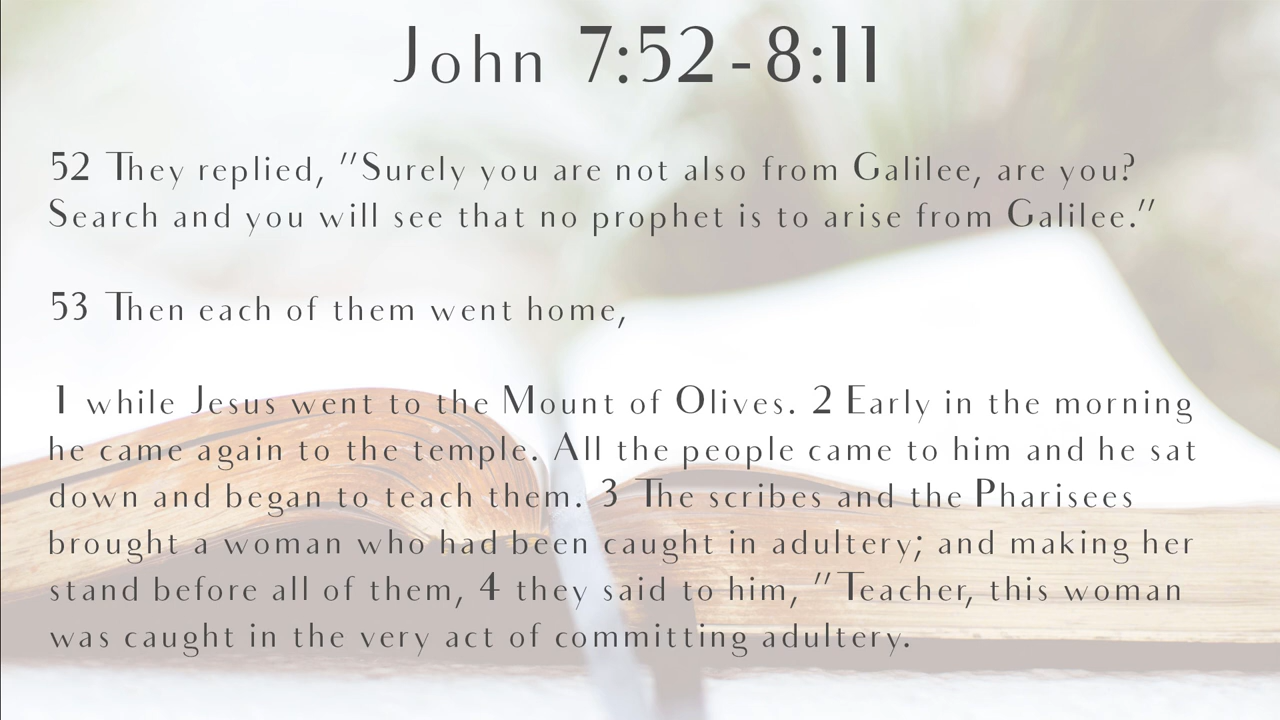 John 7:52-8:11
52 They replied, "Surely you are not also from Galilee, are you?
Search and you will see that no prophet is to arise from Galilee."
53 Then each of them went home,
1 while Jesus went to the Mount of Olives. 2 Early in the morning
he came again to the temple. All the people came to him and he sat
down and began to teach them. 3 The scribes and the Pharisees
brought a woman who had been caught in adultery; and making her
stand before all of them, 4 they said to him, "Teacher, this woman
was caught in the very act of committing adultery.